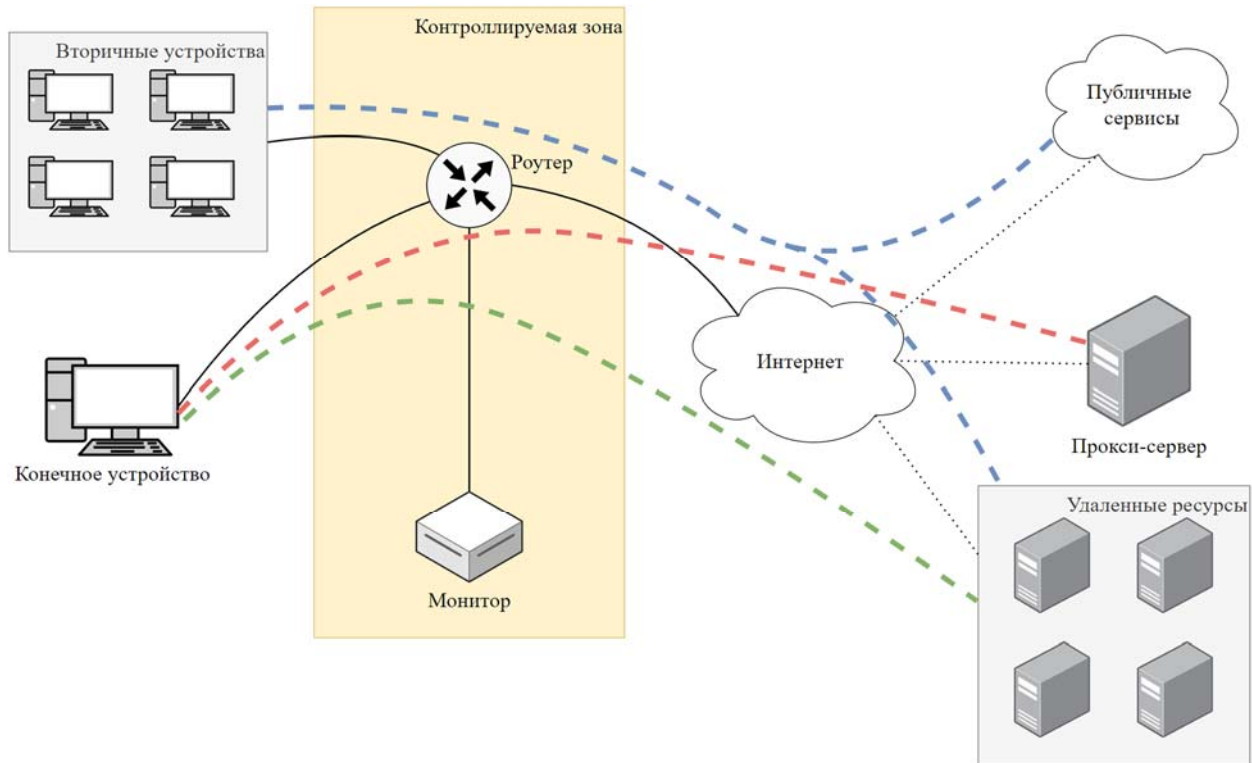 Контроллируемая зона
Вторичные устройства
Публичные
сервисы
Роутер
Интернет
Прокси-сервер
Конечное устройство
Удаленные ресурсы
Монитор